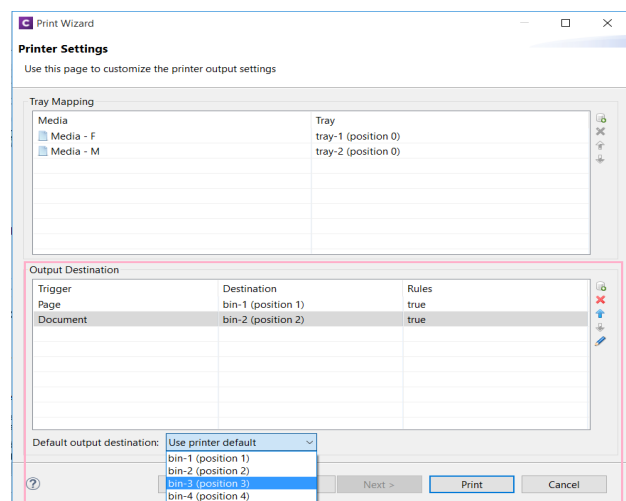 C Print Wizard
Printer Settings
Use this page to customize the printer output settings
Tray Mapping
Media Tray
Media - F tray-1 (position 0)
Media - M tray-2 (position 0)
Output Destination
Trigger Destination Rules
Page bin-1 (position 1) true
Document bin-2 (position 2) true
Default output destination: Use printer default
bin-1 (position 1)
bin-2 (position 2)
bin-3 (position 3)
bin-4 (position 4)
? Next > Print Cancel